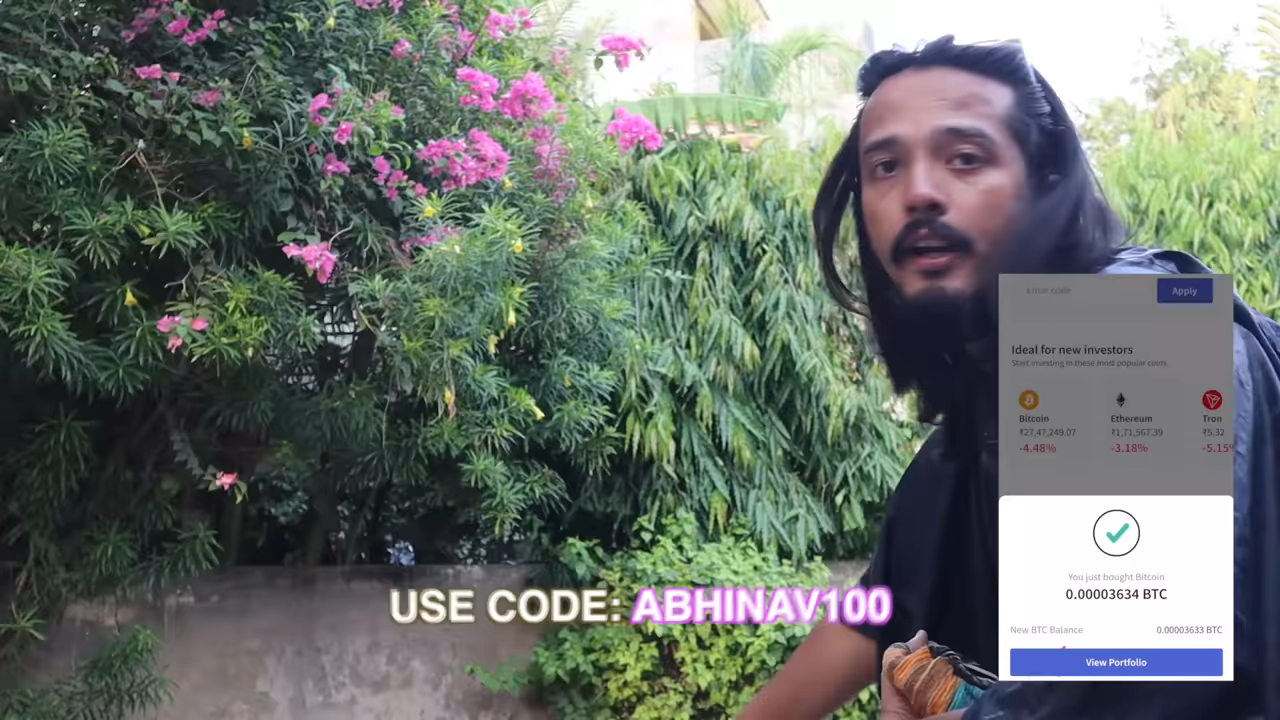 USE CODE: ABHINAV100
Enter code
Apply
Ideal for new investors
Start investing in these most popular coins
Bitcoin
₹27,47,249.07
-4.48%
Ethereum
₹1,71,567.39
-3.18%
Tron
₹5.32
-5.15%
You just bought Bitcoin
0.00003634 BTC
New BTC Balance 0.00003633 BTC
View Portfolio